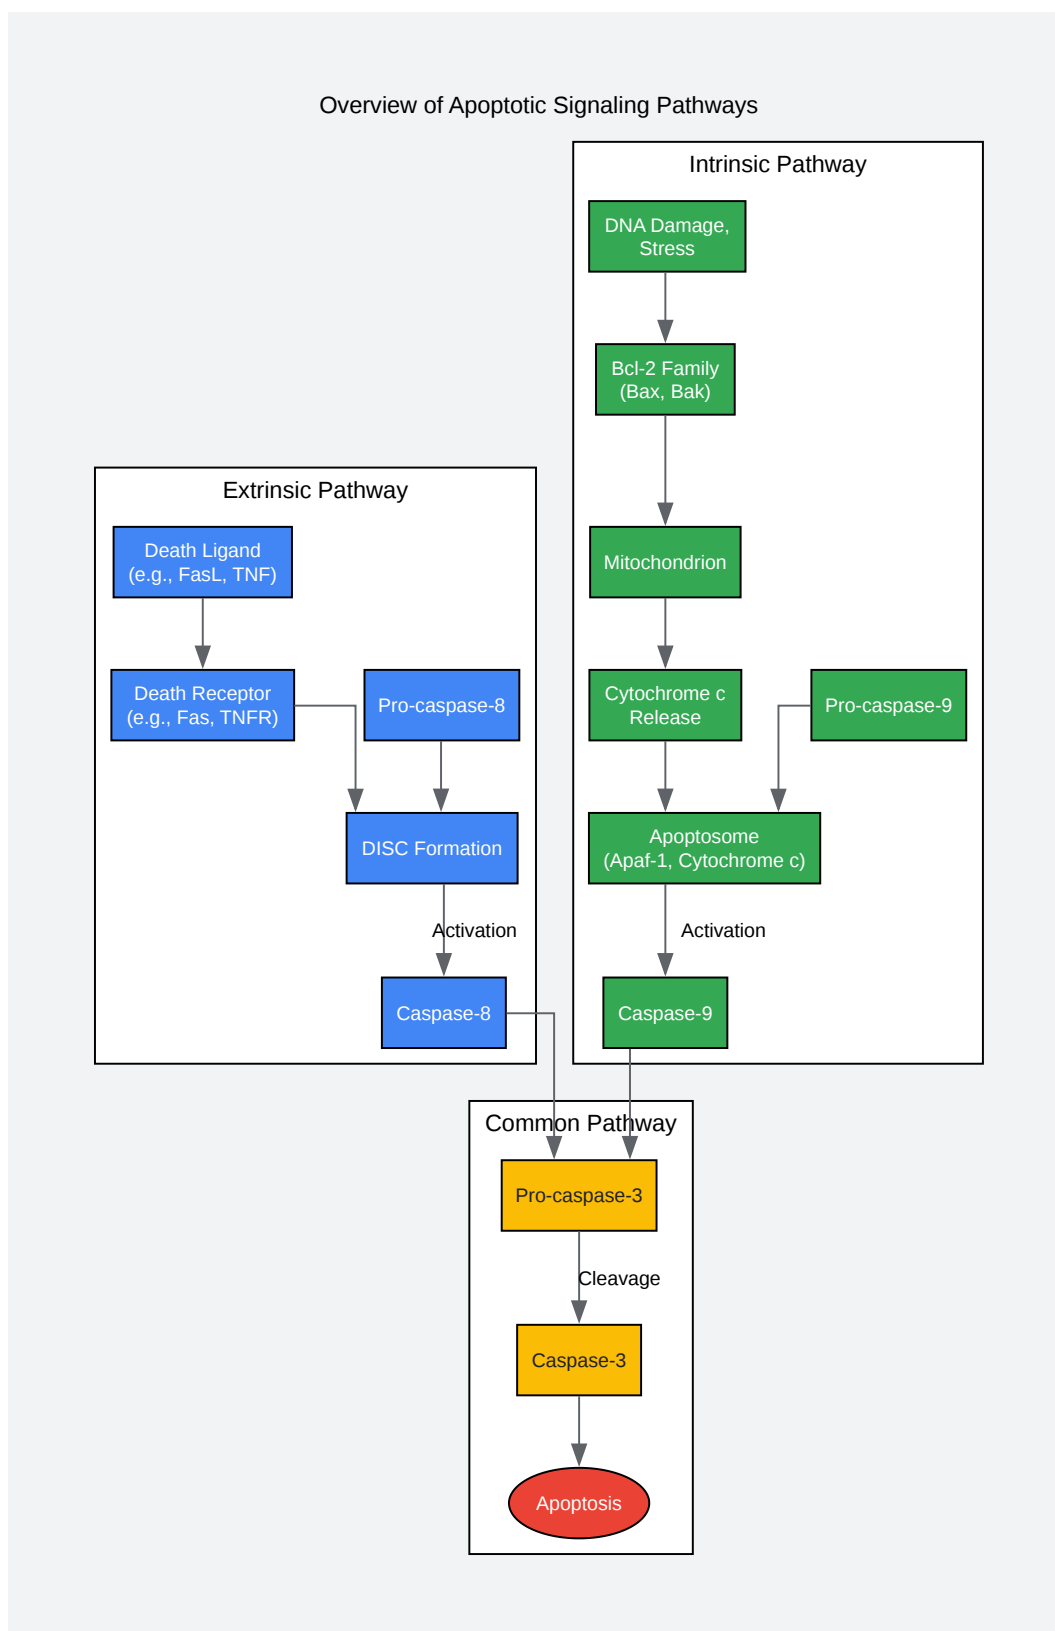 Overview of Apoptotic Signaling Pathways
Intrinsic Pathway
DNA Damage,
Stress
Bcl-2 Family
(Bax, Bak)
Mitochondrion
Cytochrome c
Release
Pro-caspase-9
Apoptosome
(Apaf-1, Cytochrome c)
Activation
Caspase-9
Extrinsic Pathway
Death Ligand
(e.g., FasL, TNF)
Death Receptor
(e.g., Fas, TNFR)
Pro-caspase-8
DISC Formation
Activation
Caspase-8
Common Pathway
Pro-caspase-3
Cleavage
Caspase-3
Apoptosis